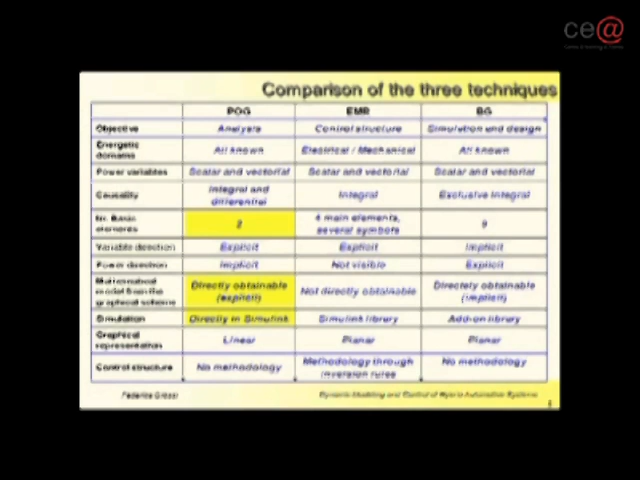 ce@
Comparison of the three techniques
POG EMR BG
Objective Analysis Control structure Simulation and design
Energetic domains All known Electrical / Mechanical All known
Power variables Scalar and vectorial Scalar and vectorial Scalar and vectorial
Causality Integral and differential Integral Exclusive integral
Nr. Basic elements 2 4 main elements, several symbols 9
Variable direction Explicit Explicit Implicit
Power direction Implicit Not visible Explicit
Mathematical model from the graphical scheme Directly obtainable (explicit) Not directly obtainable Directely obtainable (implicit)
Simulation Directly in Simulink Simulink library Add-on library
Graphical representation Linear Planar Planar
Control structure No methodology Methodology through inversion rules No methodology
Federica Grossi Dynamic Modeling and Control of Hybrid Automotive Systems